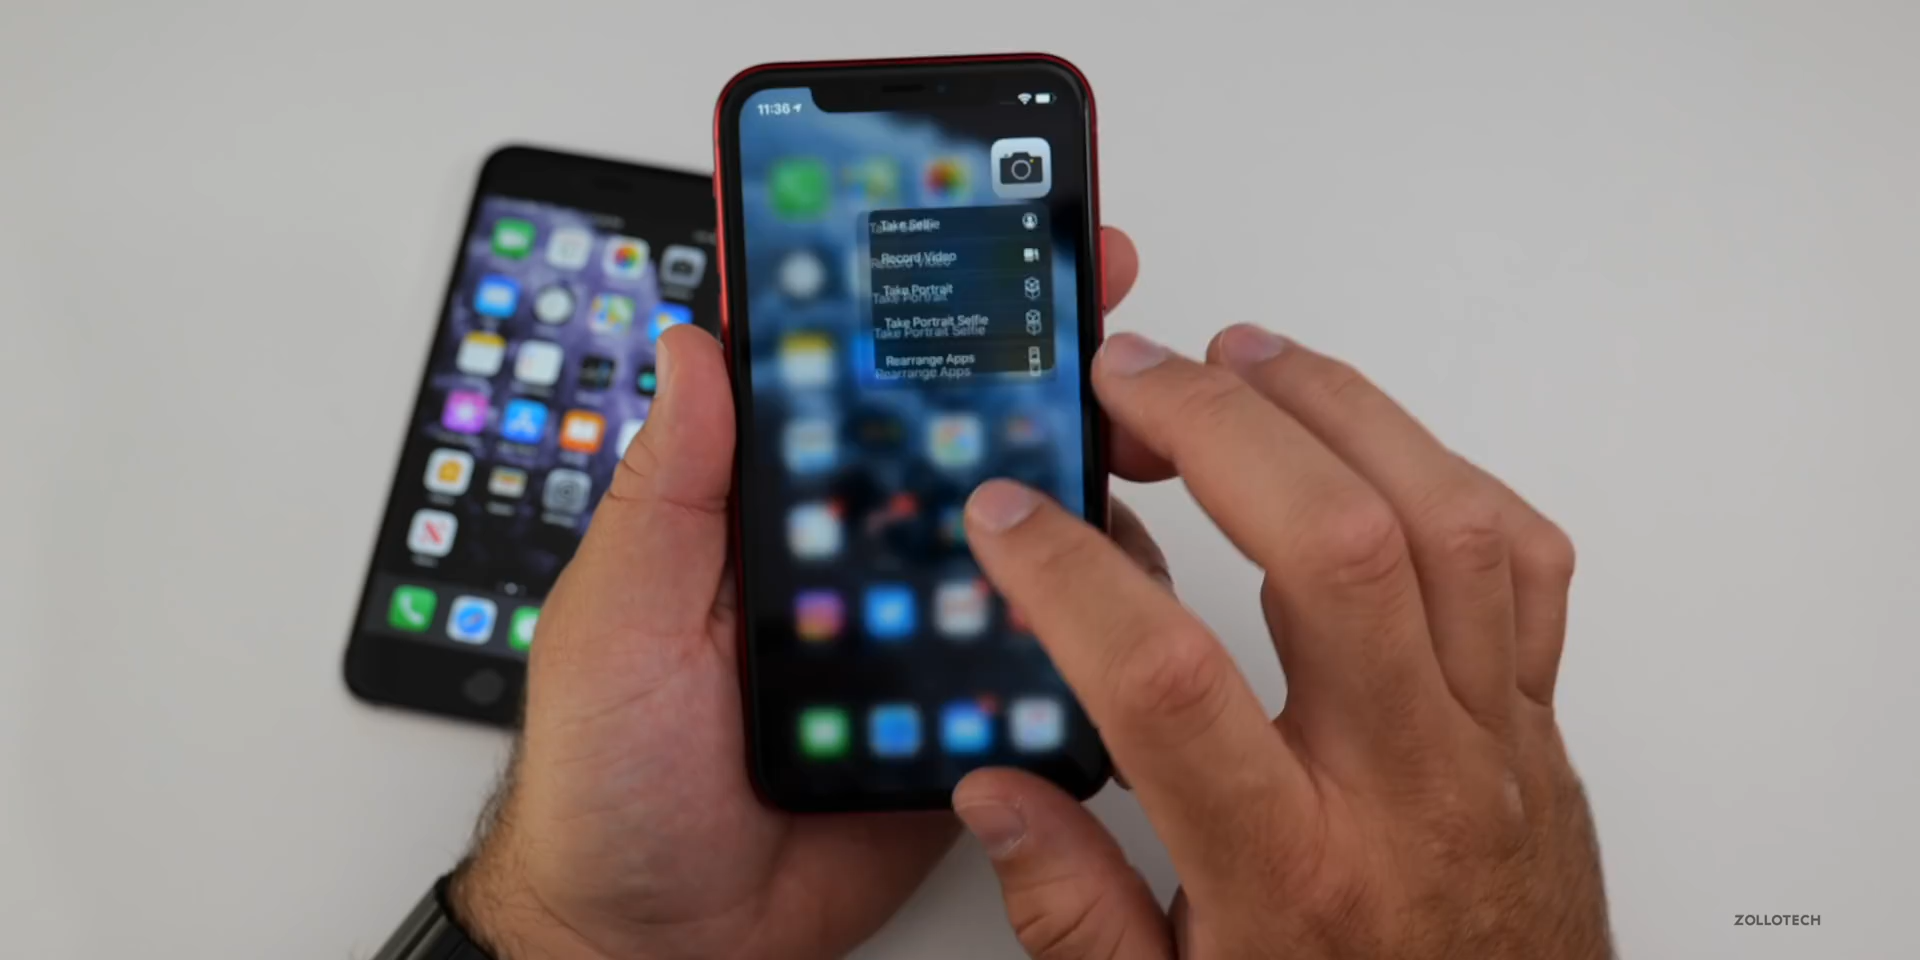 11:36
Take Selfie
Record Video
Take Portrait
Take Portrait Selfie
Rearrange Apps
ZOLLOTECH